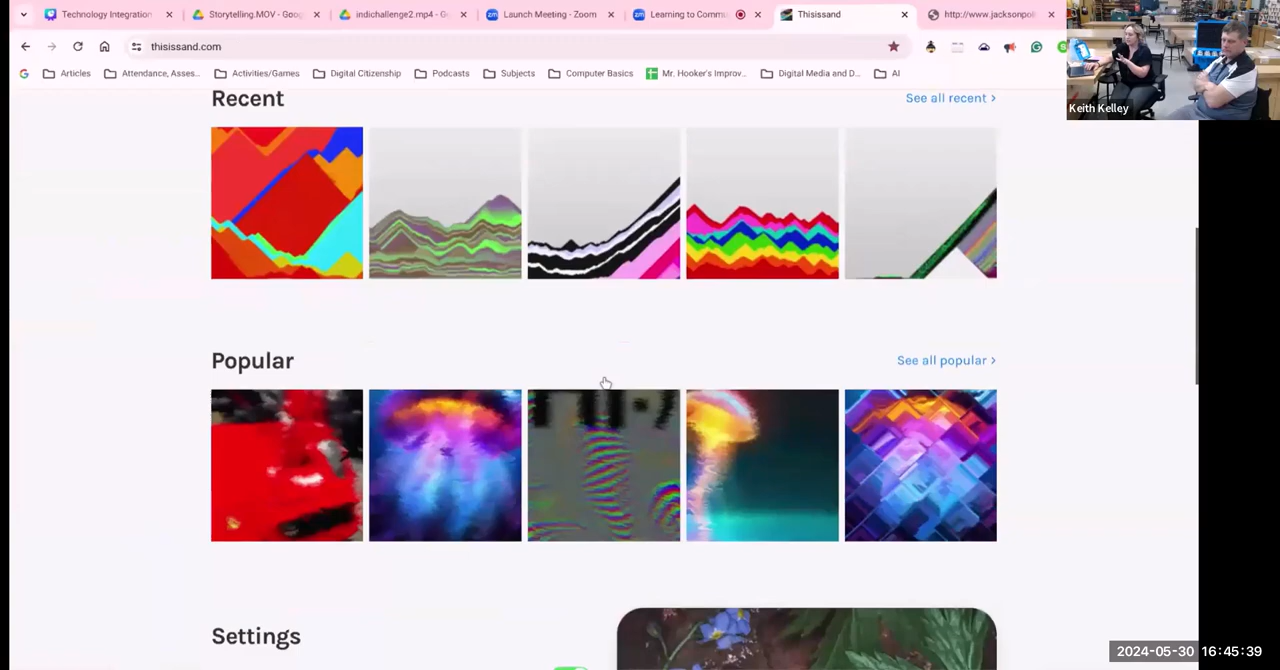 Technology Integration
Storytelling.MOV - Goog
indichallenge2.mp4 - G
Launch Meeting - Zoom
Learning to Commu
Thisissand
http://www.jacksonpol
thisissand.com
Articles
Attendance, Asses...
Activities/Games
Digital Citizenship
Podcasts
Subjects
Computer Basics
Mr. Hooker's Improv...
Digital Media and D...
AI
Keith Kelley
Recent
See all recent >
Popular
See all popular >
Settings
2024-05-30 16:45:39